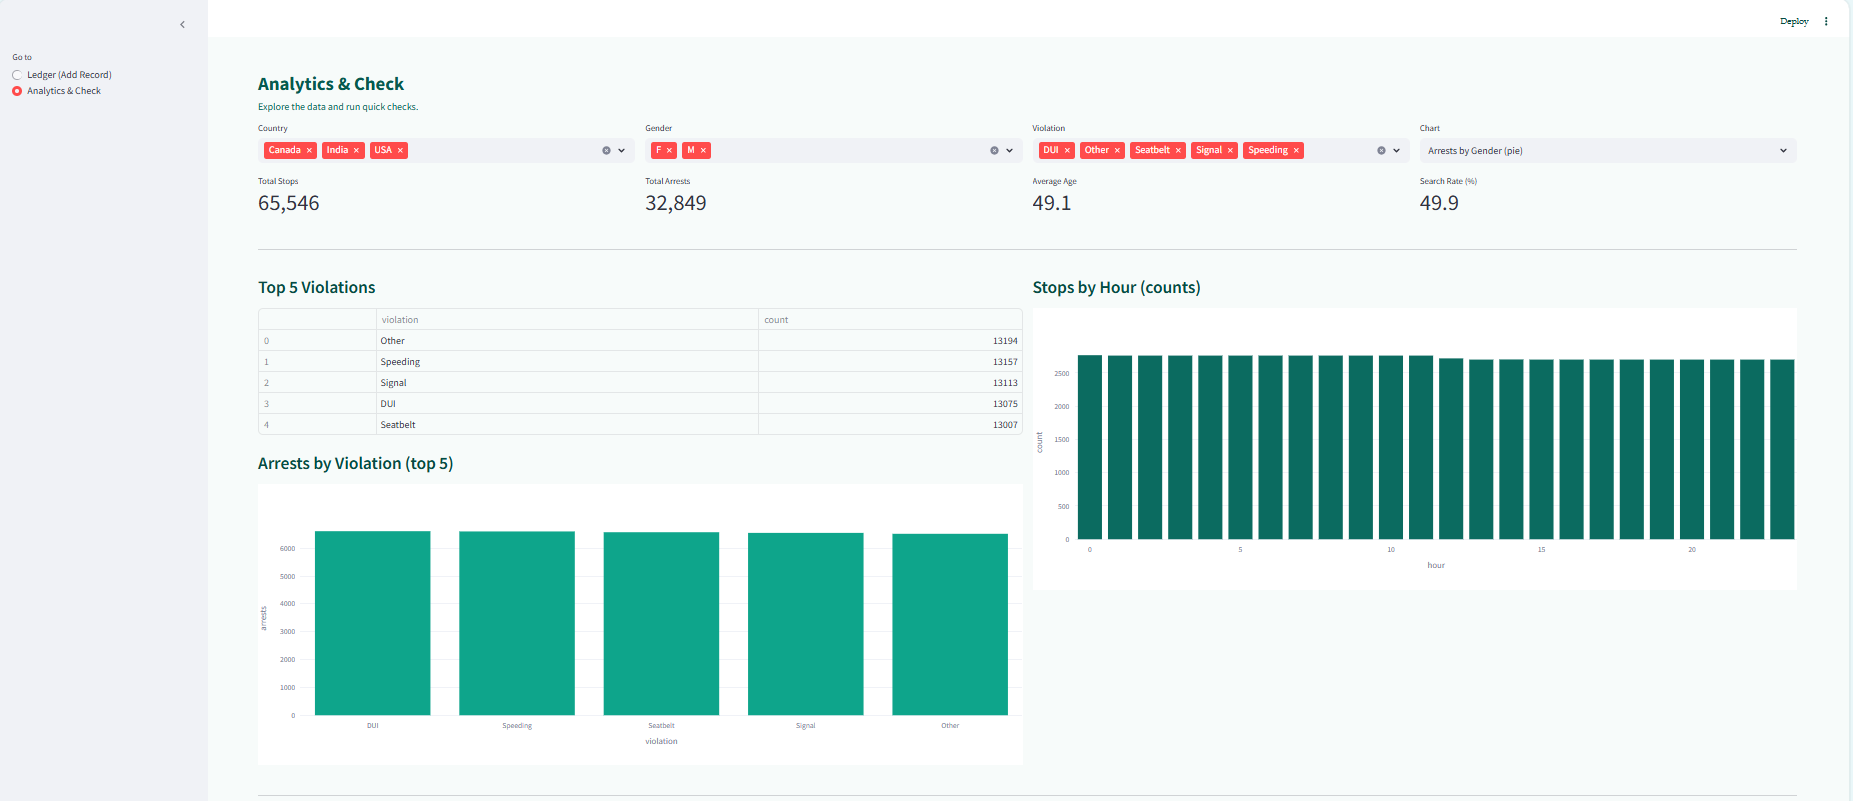 Deploy
Go to
Ledger (Add Record)
Analytics & Check
Analytics & Check
Explore the data and run quick checks.
Country
Gender
Violation
Chart
Canada × India × USA ×
F × M ×
DUI × Other × Seatbelt × Signal × Speeding ×
Arrests by Gender (pie)
Total Stops
Total Arrests
Average Age
Search Rate (%)
65,546
32,849
49.1
49.9
Top 5 Violations
violation count
0 Other 13194
1 Speeding 13157
2 Signal 13113
3 DUI 13075
4 Seatbelt 13007
Stops by Hour (counts)
2500
2000
1500
1000
500
0
count
0 5 10 15 20
hour
Arrests by Violation (top 5)
6000
5000
4000
3000
2000
1000
0
arrests
DUI Speeding Seatbelt Signal Other
violation